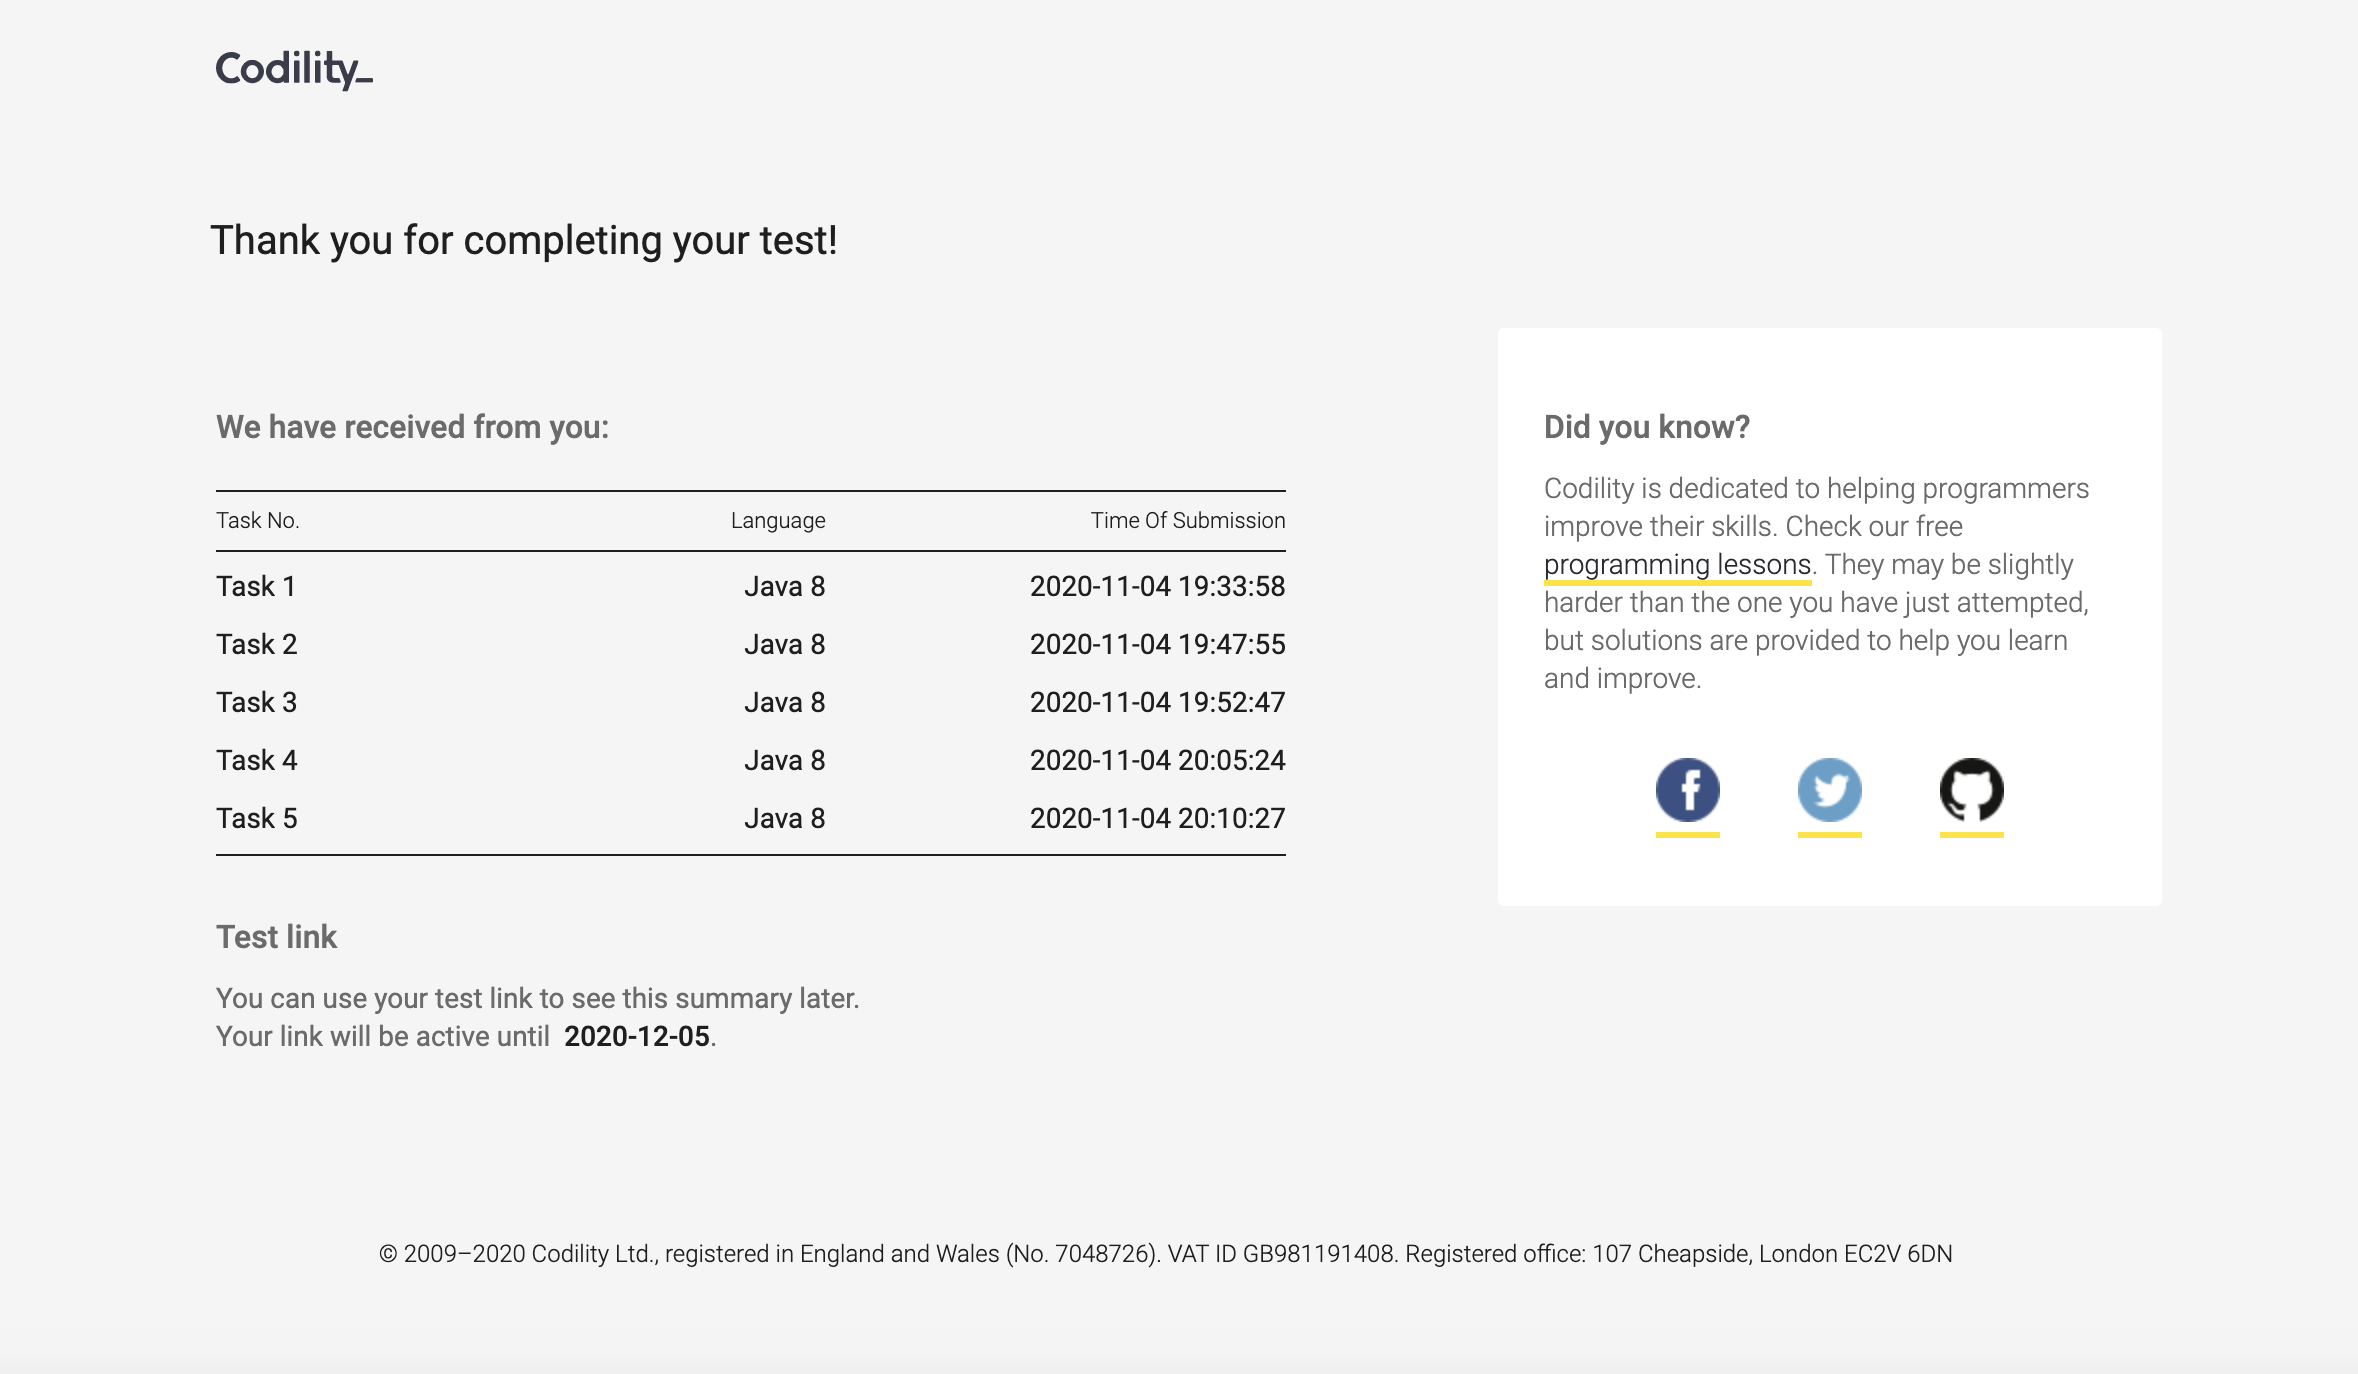 Codility_
Thank you for completing your test!
We have received from you:
Task No. Language Time Of Submission
Task 1 Java 8 2020-11-04 19:33:58
Task 2 Java 8 2020-11-04 19:47:55
Task 3 Java 8 2020-11-04 19:52:47
Task 4 Java 8 2020-11-04 20:05:24
Task 5 Java 8 2020-11-04 20:10:27
Test link
You can use your test link to see this summary later.
Your link will be active until 2020-12-05.
Did you know?
Codility is dedicated to helping programmers
improve their skills. Check our free
programming lessons. They may be slightly
harder than the one you have just attempted,
but solutions are provided to help you learn
and improve.
© 2009–2020 Codility Ltd., registered in England and Wales (No. 7048726). VAT ID GB981191408. Registered office: 107 Cheapside, London EC2V 6DN